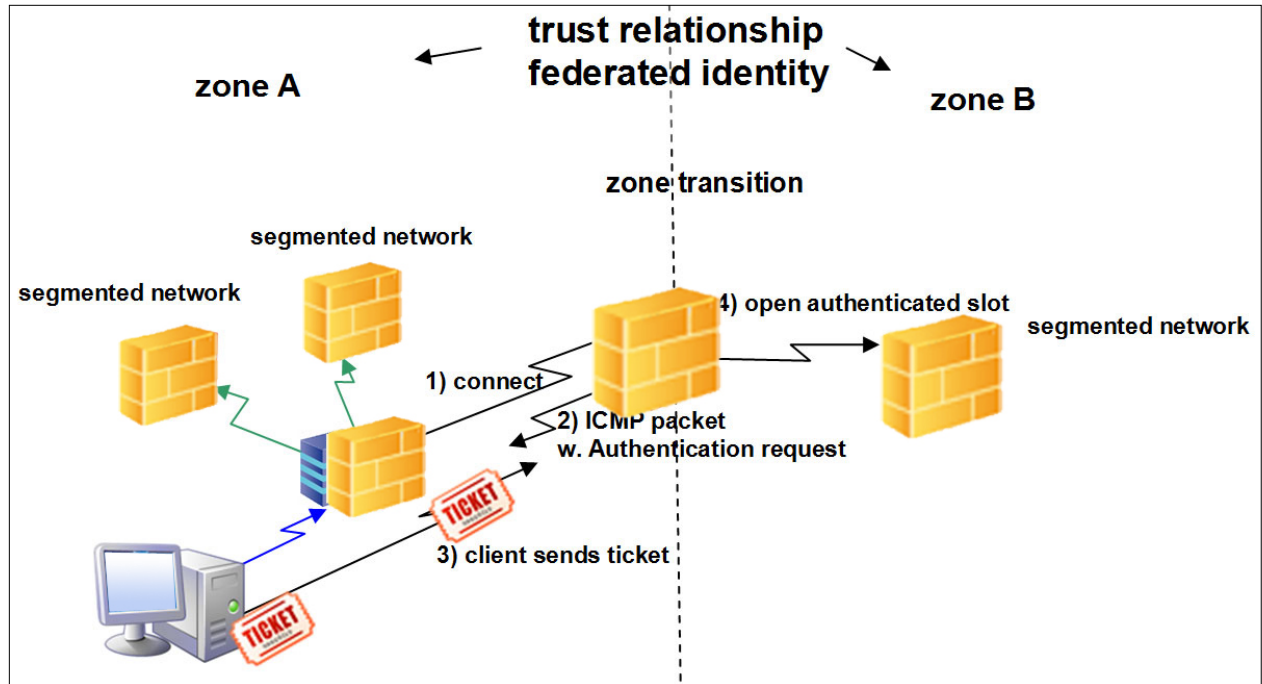 trust relationship
federated identity
zone A
zone B
zone transition
segmented network
segmented network
4) open authenticated slot
segmented network
1) connect
2) ICMP packet
w. Authentication request
TICKET
3) client sends ticket
TICKET